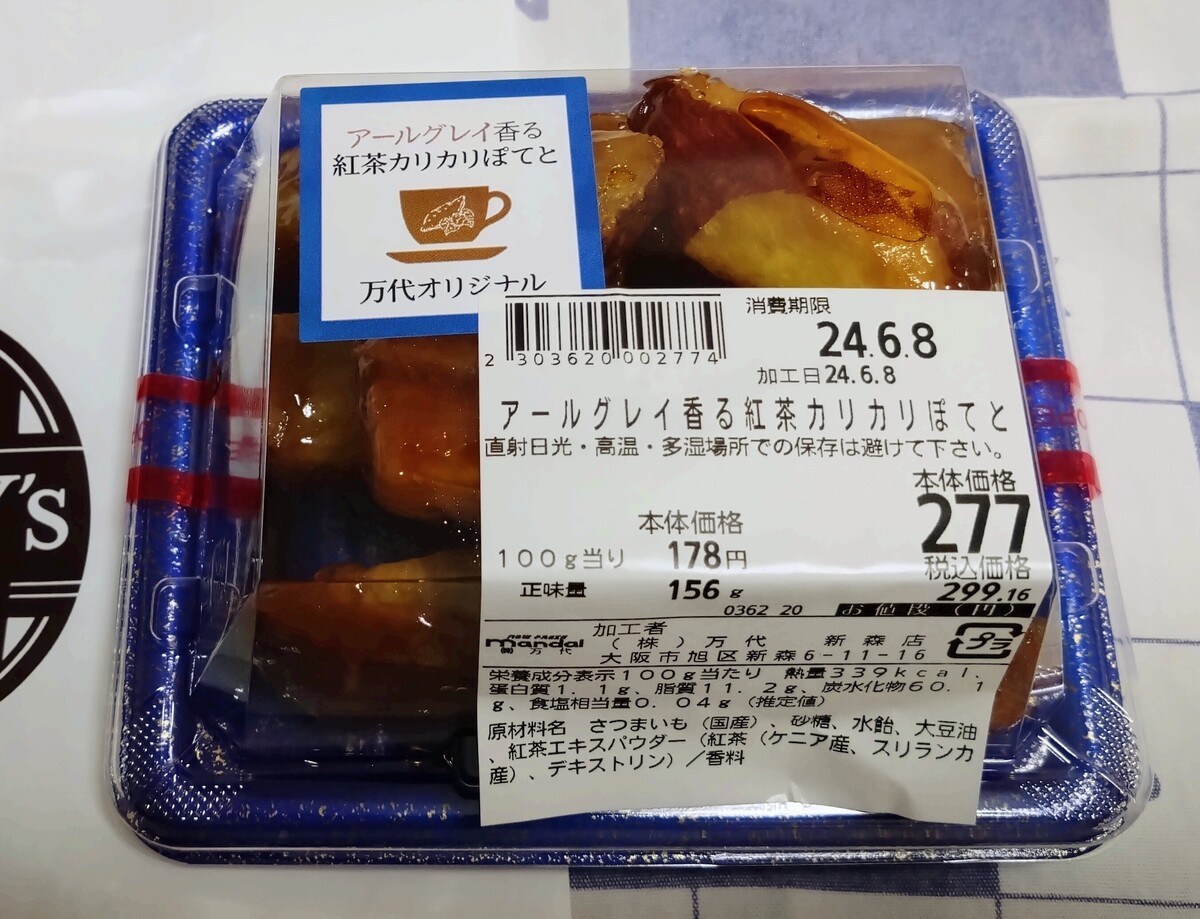 アールグレイ香る
紅茶カリカリぽてと
万代オリジナル
2 303620 002774
消費期限
24.6.8
加工日24.6.8
アールグレイ香る紅茶カリカリぽてと
直射日光・高温・多湿場所での保存は避けて下さい。
本体価格
277
本体価格
100g当り 178円
税込価格
正味量 156 g
299.16
0362 20 お値段(円)
加工者
mandai (株)万代 新森店
㈱万代
大阪市旭区新森6-11-16
プラ
栄養成分表示100g当たり 熱量339kcal、
蛋白質1.1g、脂質11.2g、炭水化物60.1
g、食塩相当量0.04g(推定値)
原材料名 さつまいも(国産)、砂糖、水飴、大豆油
、紅茶エキスパウダー(紅茶(ケニア産、スリランカ
産)、デキストリン)/香料
's